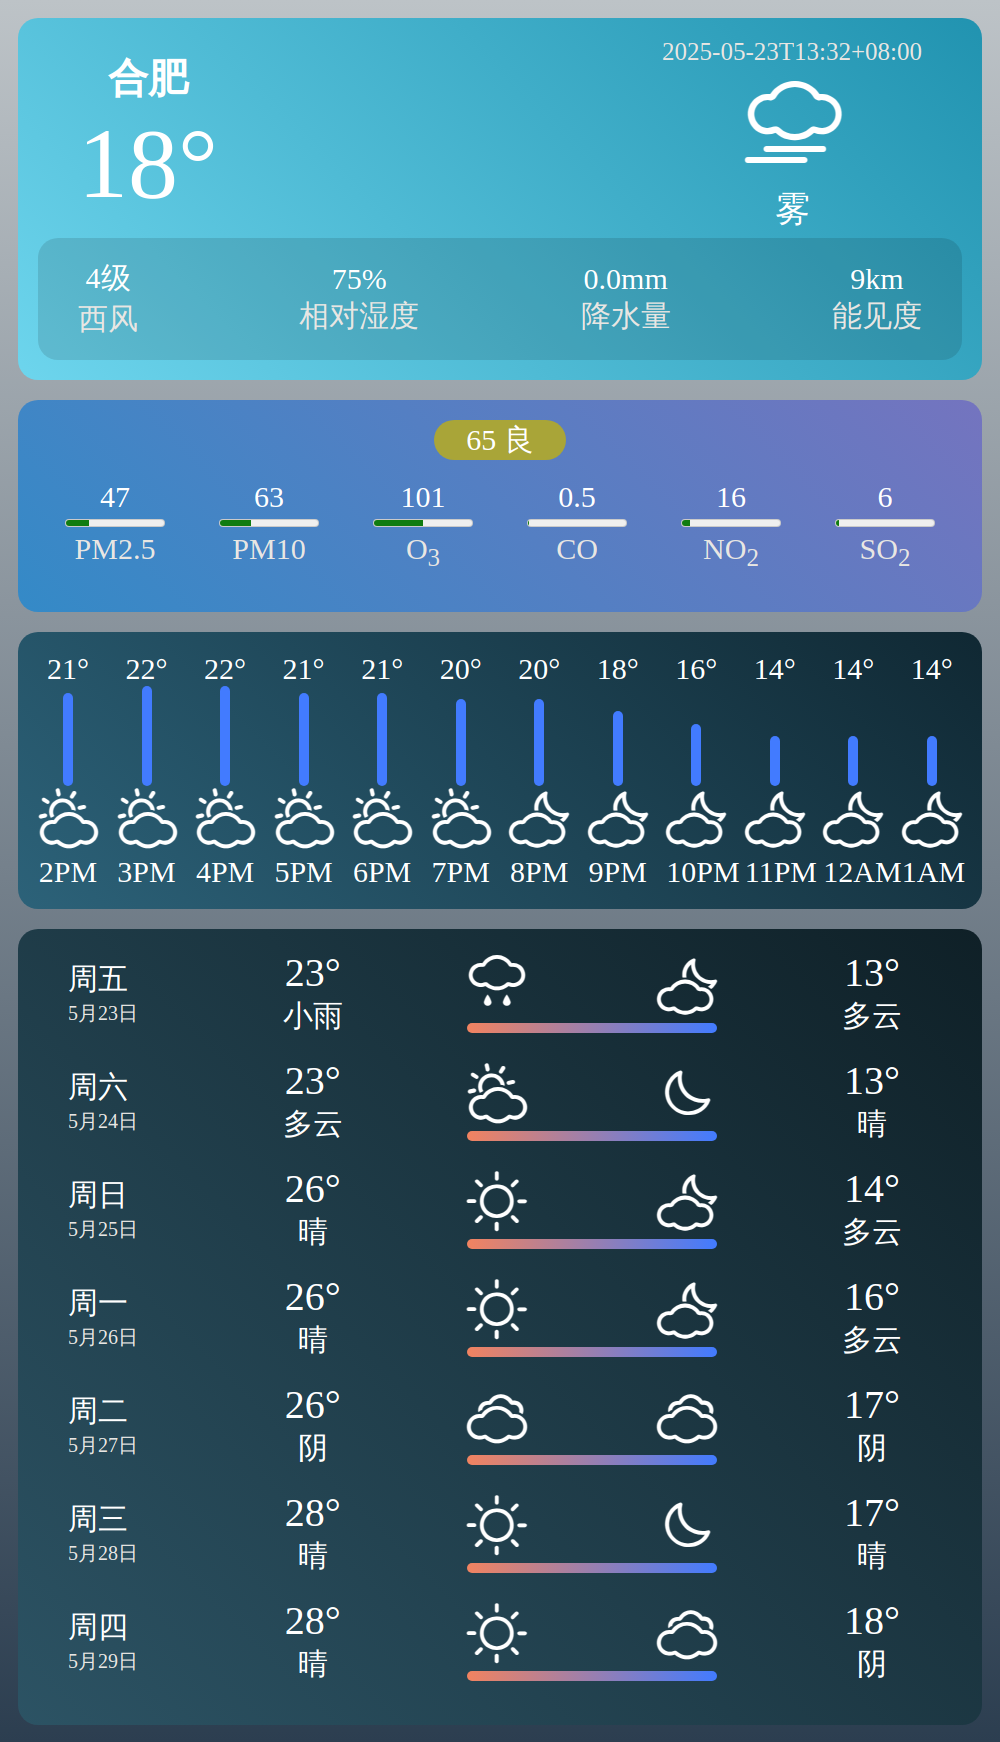 合肥
2025-05-23T13:32+08:00
18°
雾
4级 75% 0.0mm 9km
西风 相对湿度 降水量 能见度
65 良
47 63 101 0.5 16 6
PM2.5 PM10 O3 CO NO2 SO2
21° 22° 22° 21° 21° 20° 20° 18° 16° 14° 14° 14°
2PM 3PM 4PM 5PM 6PM 7PM 8PM 9PM 10PM 11PM 12AM 1AM
周五 23° 13°
5月23日 小雨 多云
周六 23° 13°
5月24日 多云 晴
周日 26° 14°
5月25日 晴 多云
周一 26° 16°
5月26日 晴 多云
周二 26° 17°
5月27日 阴 阴
周三 28° 17°
5月28日 晴 晴
周四 28° 18°
5月29日 晴 阴